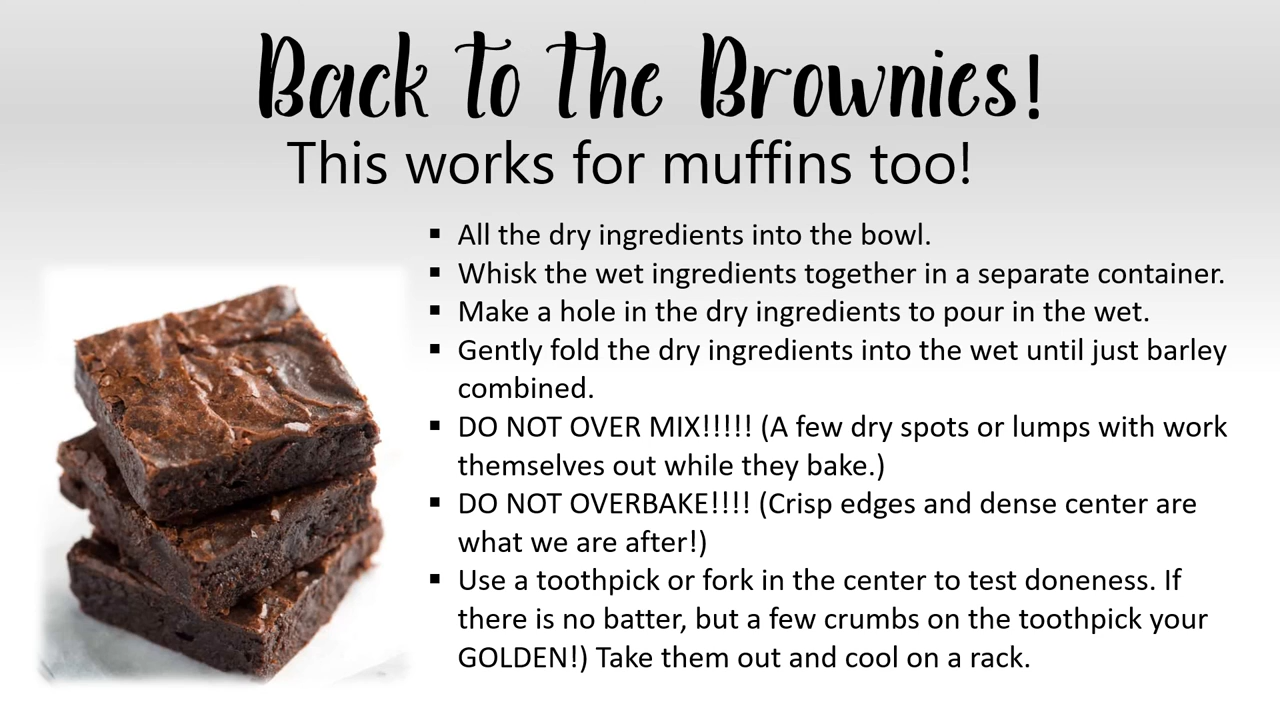 Back to the Brownies!
This works for muffins too!
▪ All the dry ingredients into the bowl.
▪ Whisk the wet ingredients together in a separate container.
▪ Make a hole in the dry ingredients to pour in the wet.
▪ Gently fold the dry ingredients into the wet until just barley
combined.
▪ DO NOT OVER MIX!!!!! (A few dry spots or lumps with work
themselves out while they bake.)
▪ DO NOT OVERBAKE!!!! (Crisp edges and dense center are
what we are after!)
▪ Use a toothpick or fork in the center to test doneness. If
there is no batter, but a few crumbs on the toothpick your
GOLDEN!) Take them out and cool on a rack.